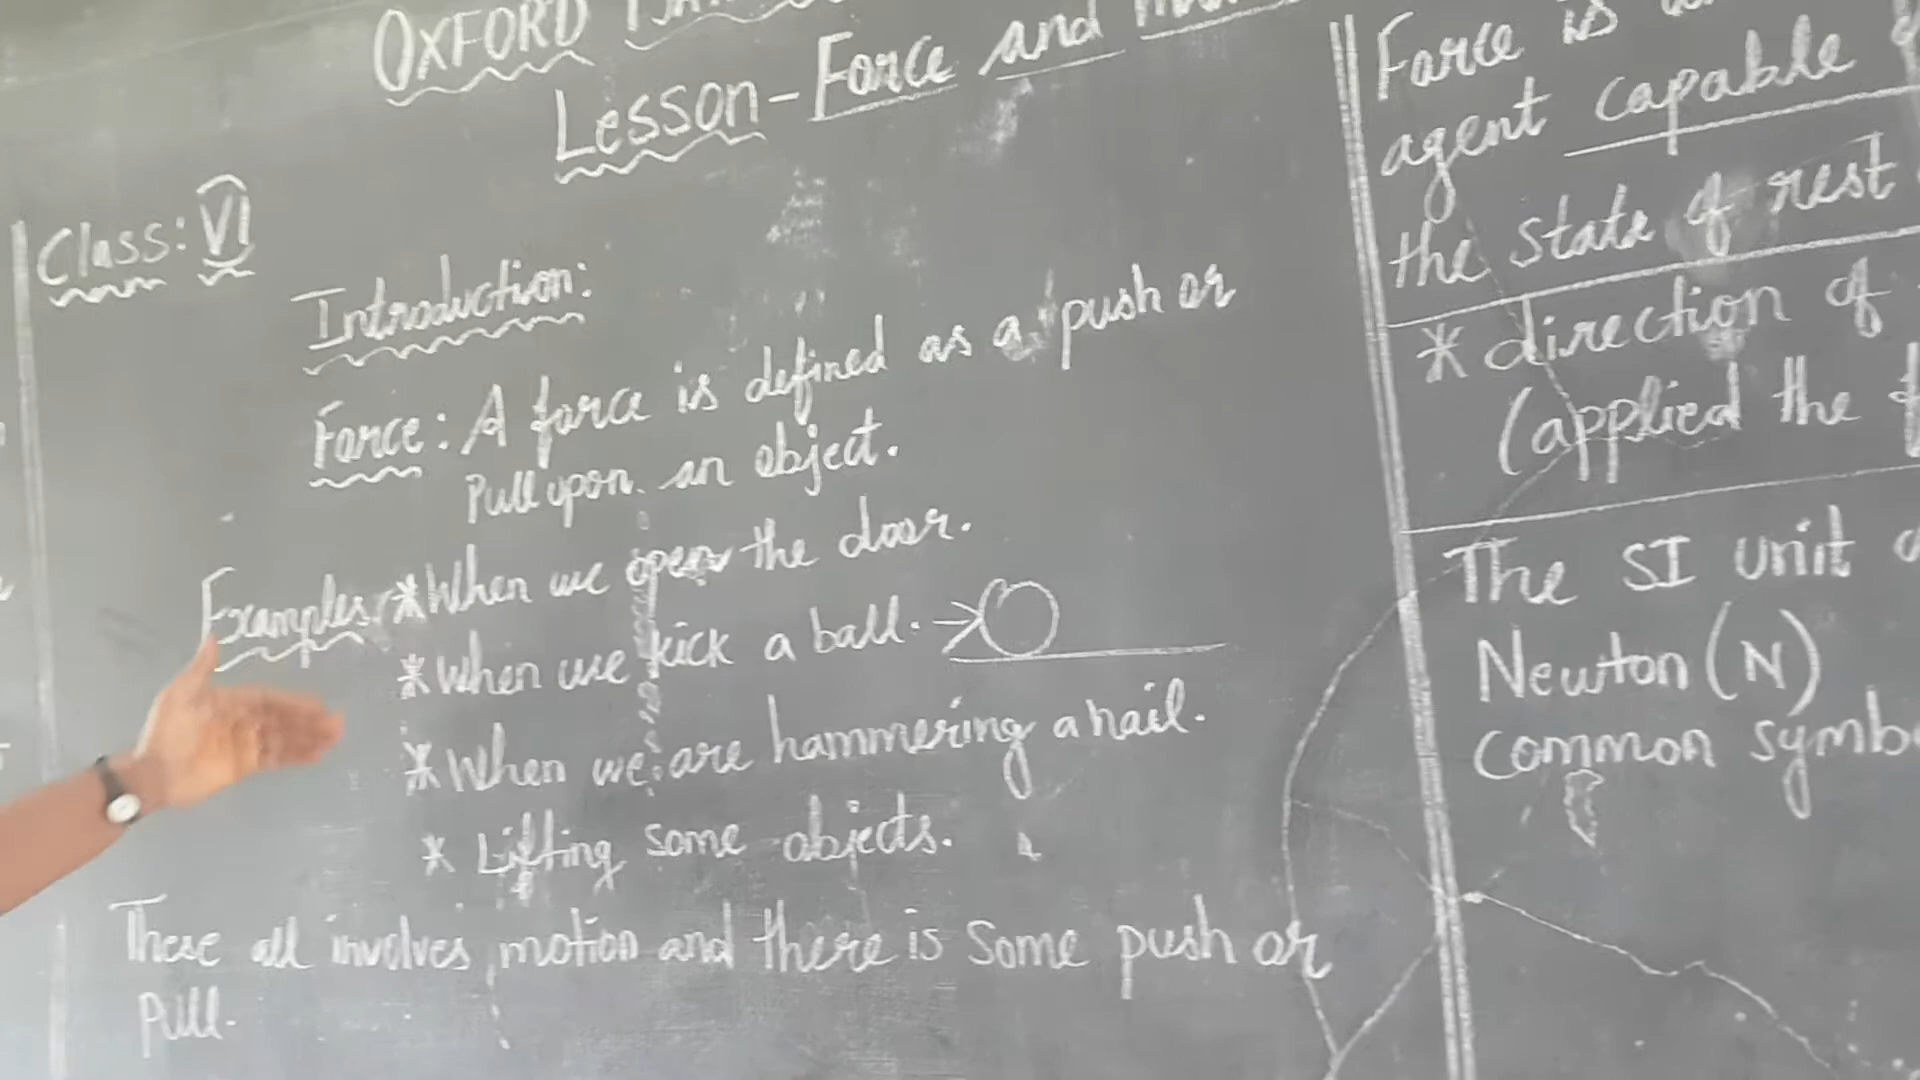 OXFORD
Lesson - Force and
Class: VI
Introduction:
Force: A force is defined as a push or
Pull upon an object.
Examples: * When we open the door.
* When we kick a ball.
* When we are hammering a nail.
* Lifting some objects.
These all involves motion and there is some push or
Pull.
Force is
agent capable
the state of rest
* direction of
(applied the
The SI unit
Newton (N)
common